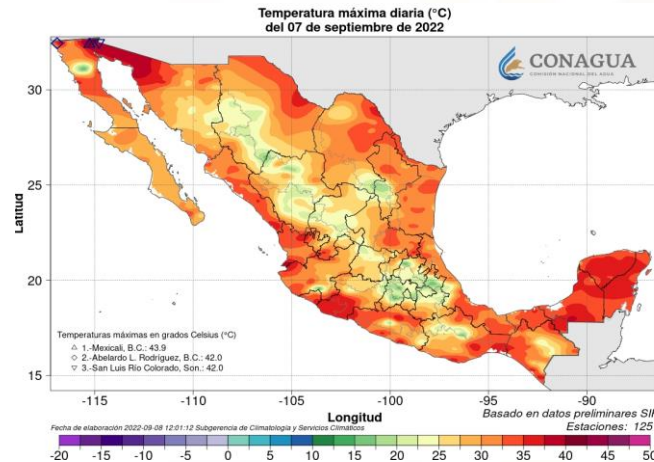 Temperatura máxima diaria (°C)
del 07 de septiembre de 2022
CONAGUA
COMISIÓN NACIONAL DEL AGUA
Latitud
30
25
20
15
Temperaturas máximas en grados Celsius (°C)
1.-Mexicali, B.C.: 43.9
2.-Abelardo L. Rodríguez, B.C.: 42.0
3.-San Luis Río Colorado, Son.: 42.0
-115 -110 -105 -100 -95 -90
Longitud
Basado en datos preliminares SI
Fecha de elaboración 2022-09-08 12:01:12 Subgerencia de Climatología y Servicios Climáticos
Estaciones: 125
-20 -15 -10 -5 0 5 10 15 20 25 30 35 40 45 50